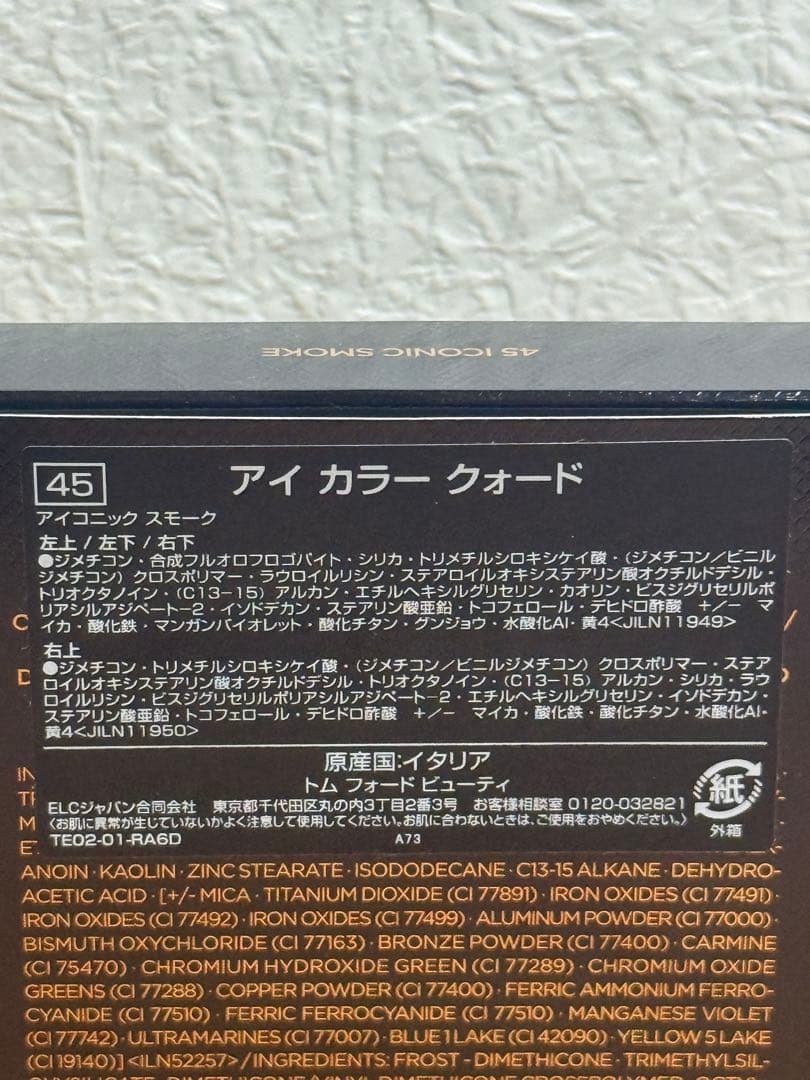 45 ICONIC SMOKE
45 アイ カラー クォード
アイコニック スモーク
左上 / 左下 / 右下
●ジメチコン・合成フルオロフロゴパイト・シリカ・トリメチルシロキシケイ酸・(ジメチコン/ビニル
ジメチコン) クロスポリマー・ラウロイルリシン・ステアロイルオキシステアリン酸オクチルドデシル・
トリオクタノイン・(C13-15) アルカン・エチルヘキシルグリセリン・カオリン・ビスジグリセリルポ
リアシルアジペート-2・イソドデカン・ステアリン酸亜鉛・トコフェロール・デヒドロ酢酸 +/- マ
イカ・酸化鉄・マンガンバイオレット・酸化チタン・グンジョウ・水酸化Al・黄4<JILN11949>
右上
●ジメチコン・トリメチルシロキシケイ酸・(ジメチコン/ビニルジメチコン) クロスポリマー・ステア
ロイルオキシステアリン酸オクチルドデシル・トリオクタノイン・(C13-15) アルカン・シリカ・ラウ
ロイルリシン・ビスジグリセリルポリアシルアジペート-2・エチルヘキシルグリセリン・イソドデカン・
ステアリン酸亜鉛・トコフェロール・デヒドロ酢酸 +/- マイカ・酸化鉄・酸化チタン・水酸化Al・
黄4<JILN11950>
原産国:イタリア
トム フォード ビューティ
ELCジャパン合同会社 東京都千代田区丸の内3丁目2番3号 お客様相談室 0120-032821
〈お肌に異常が生じていないかよく注意して使用してください。お肌に合わないときは、ご使用をおやめください。〉
TE02-01-RA6D A73
紙
外箱
ANOIN · KAOLIN · ZINC STEARATE · ISODODECANE · C13-15 ALKANE · DEHYDRO-
ACETIC ACID · [+/- MICA · TITANIUM DIOXIDE (CI 77891) · IRON OXIDES (CI 77491) ·
IRON OXIDES (CI 77492) · IRON OXIDES (CI 77499) · ALUMINUM POWDER (CI 77000) ·
BISMUTH OXYCHLORIDE (CI 77163) · BRONZE POWDER (CI 77400) · CARMINE
(CI 75470) · CHROMIUM HYDROXIDE GREEN (CI 77289) · CHROMIUM OXIDE
GREENS (CI 77288) · COPPER POWDER (CI 77400) · FERRIC AMMONIUM FERRO-
CYANIDE (CI 77510) · FERRIC FERROCYANIDE (CI 77510) · MANGANESE VIOLET
(CI 77742) · ULTRAMARINES (CI 77007) · BLUE 1 LAKE (CI 42090) · YELLOW 5 LAKE
(CI 19140)] <ILN52257> / INGREDIENTS: FROST - DIMETHICONE · TRIMETHYLSIL-